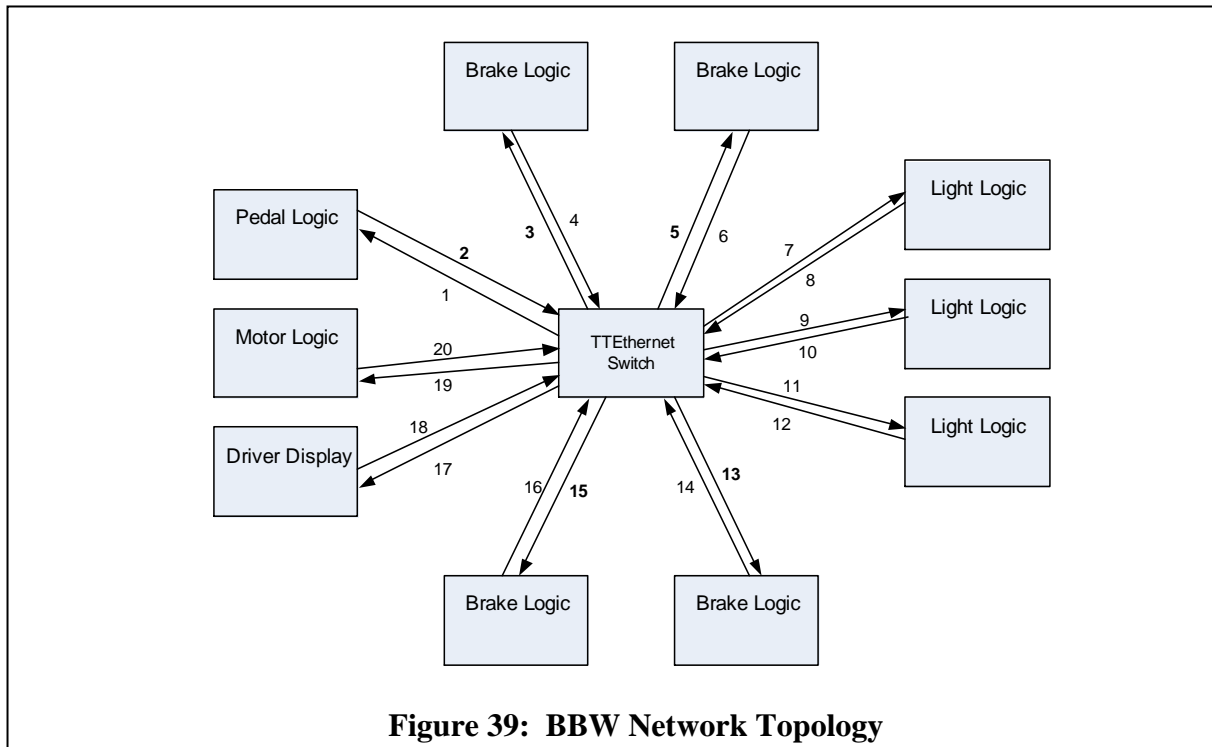 Brake Logic
Brake Logic
Light Logic
Pedal Logic
4
3
5
6
7
8
2
1
Light Logic
9
10
TTEthernet
Switch
Motor Logic
20
19
11
12
Light Logic
Driver Display
18
17
16
15
13
14
Brake Logic
Brake Logic
Figure 39: BBW Network Topology